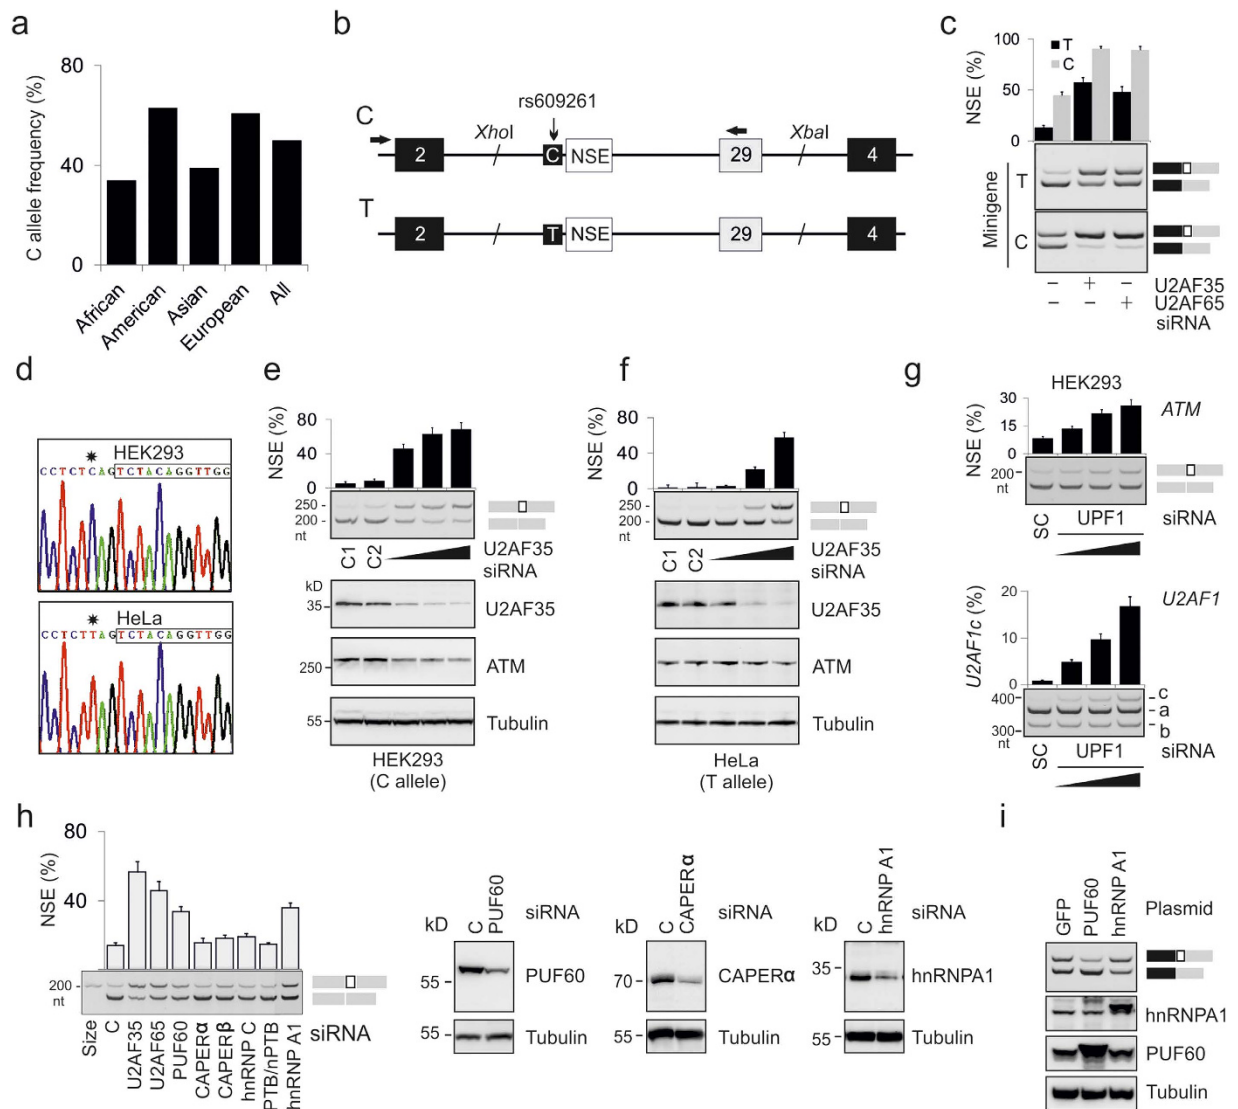 a
80
40
0
C allele frequency (%)
African
American
Asian
European
All
b
rs609261
C
XhoI
XbaI
2
C
NSE
29
4
T
2
T
NSE
29
4
c
100
50
0
NSE (%)
T
C
Minigene
T
C
− + − U2AF35
− − + U2AF65
siRNA
d
HEK293
CCTCTCAGTCTACAGGTTGG
HeLa
CCTCTTAGTCTACAGGTTGG
e
80
40
0
NSE (%)
250
200
nt
C1
C2
U2AF35
siRNA
kD
35
U2AF35
250
ATM
55
Tubulin
HEK293
(C allele)
f
80
40
0
NSE (%)
250
200
nt
C1
C2
U2AF35
siRNA
U2AF35
ATM
Tubulin
HeLa
(T allele)
g
HEK293
30
15
0
NSE (%)
ATM
200
nt
SC
UPF1
siRNA
20
10
0
U2AF1c (%)
U2AF1
400
300
nt
c
a
b
SC
UPF1
siRNA
h
80
40
NSE (%)
200
nt
Size
C
U2AF35
U2AF65
PUF60
CAPERα
CAPERβ
hnRNP C
PTB/nPTB
hnRNP A1
siRNA
kD
C
PUF60
siRNA
55
PUF60
55
Tubulin
kD
C
CAPERα
siRNA
70
CAPERα
55
Tubulin
kD
C
hnRNP A1
siRNA
35
hnRNPA1
55
Tubulin
i
GFP
PUF60
hnRNP A1
Plasmid
hnRNPA1
PUF60
Tubulin